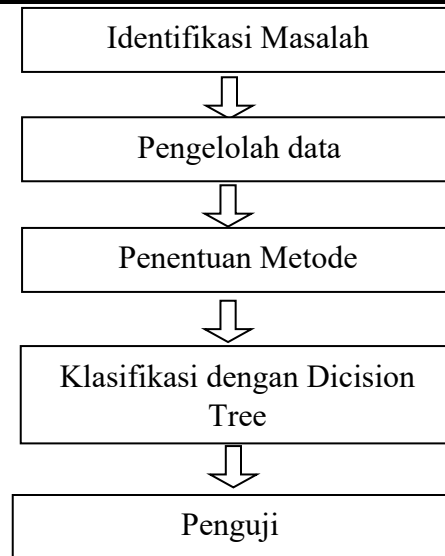 Identifikasi Masalah
Pengelolah data
Penentuan Metode
Klasifikasi dengan Dicision
Tree
Penguji